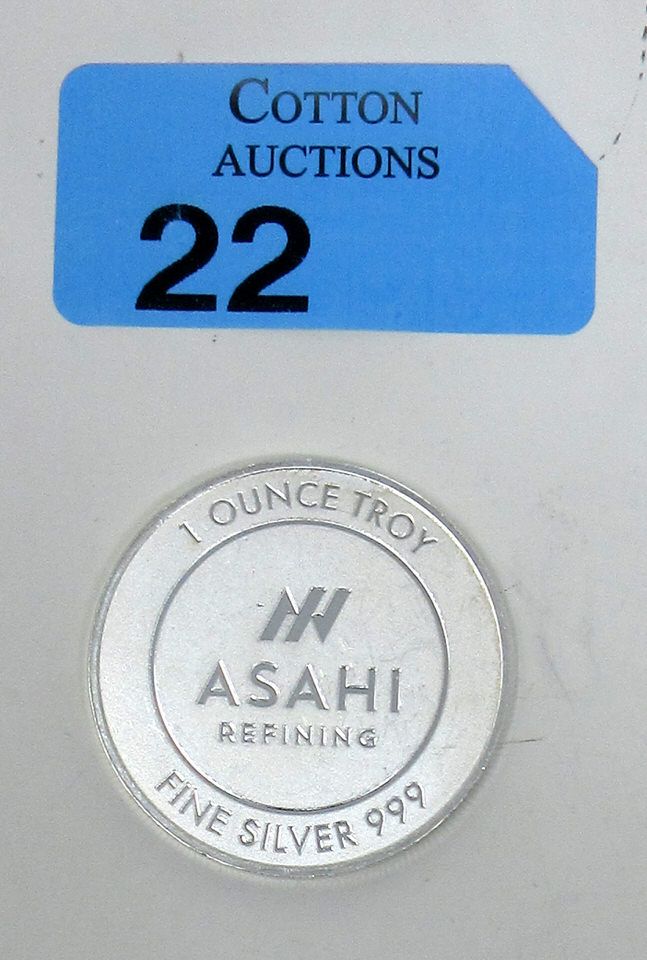 COTTON
AUCTIONS
22
1 OUNCE TROY
ASAHI
REFINING
FINE SILVER 999